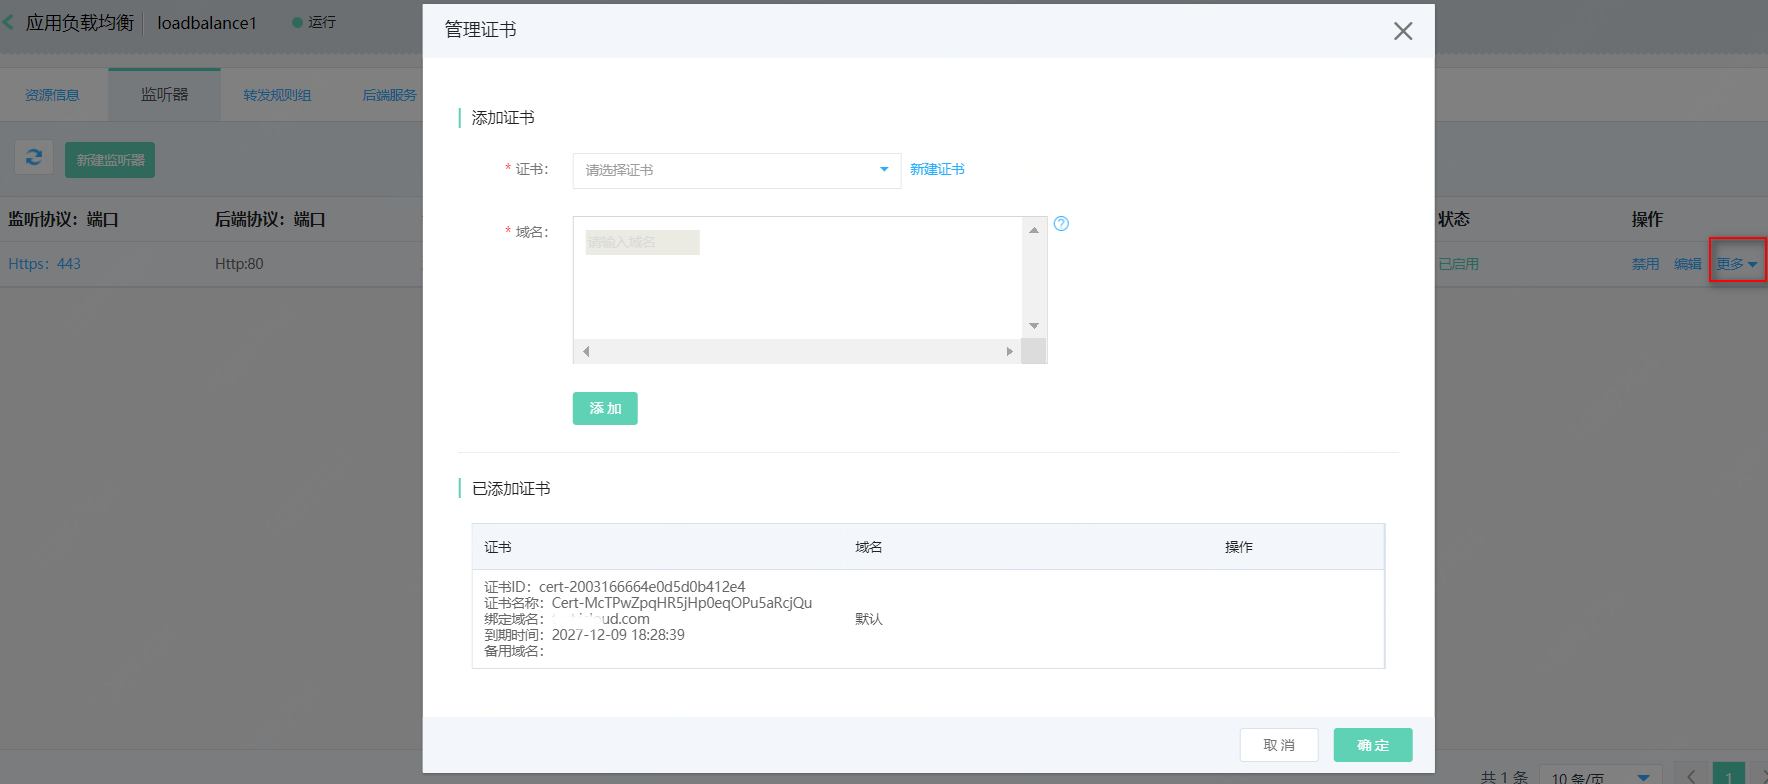 应用负载均衡 loadbalance1 运行
管理证书
资源信息 监听器 转发规则组 后端服务
添加证书
新建监听器
* 证书： 请选择证书 新建证书
监听协议：端口 后端协议：端口 状态 操作
* 域名： 请输入域名
Https：443 Http:80 已启用 禁用 编辑 更多
添加
已添加证书
证书 域名 操作
证书ID：cert-2003166664e0d5d0b412e4
证书名称：Cert-McTPwZpqHR5jHp0eqOPu5aRcjQu
绑定域名： ud.com 默认
到期时间：2027-12-09 18:28:39
备用域名：
取消 确定
共 1 条 10 条/页 1